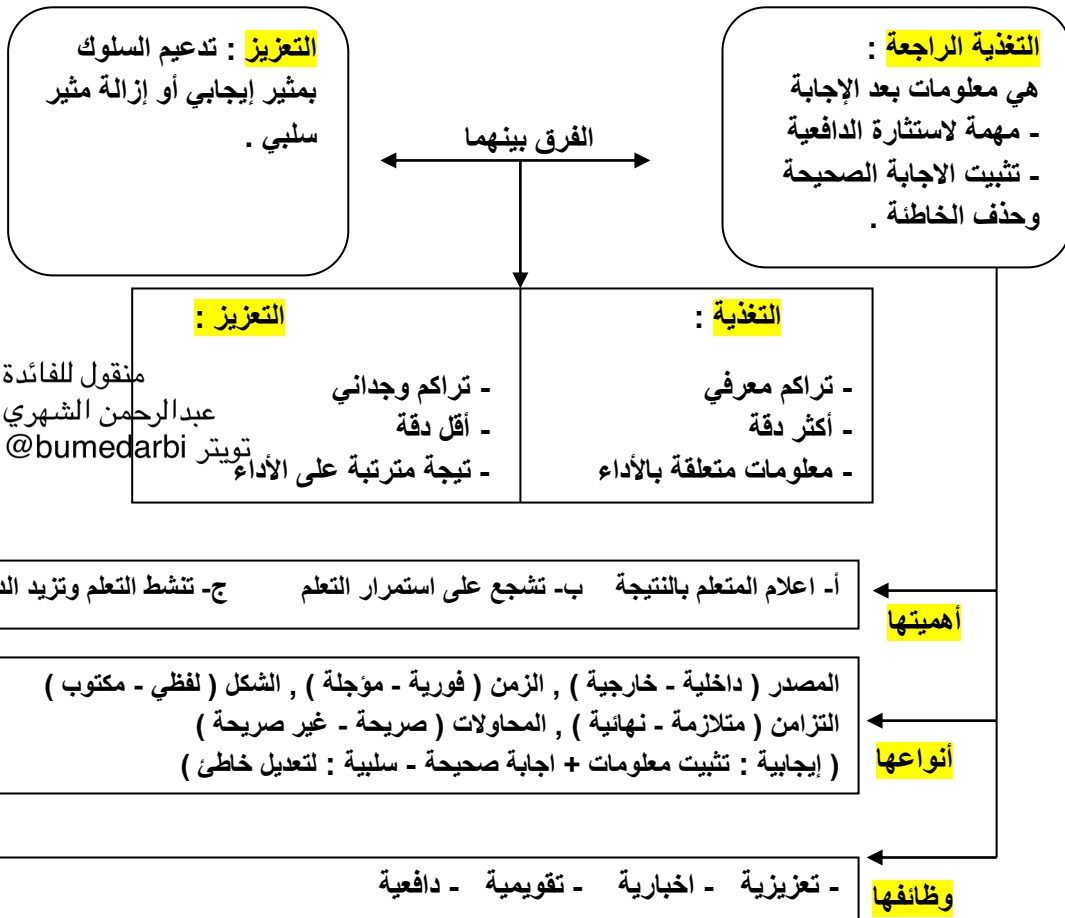 التغذية الراجعة :
هي معلومات بعد الإجابة
- مهمة لاستثارة الدافعية
- تثبيت الاجابة الصحيحة
وحذف الخاطئة .
الفرق بينهما
التعزيز : تدعيم السلوك
بمثير إيجابي أو إزالة مثير
سلبي .
التغذية :
- تراكم معرفي
- أكثر دقة
- معلومات متعلقة بالأداء
التعزيز :
- تراكم وجداني
- أقل دقة
- تيجة مترتبة على الأداء
منقول للفائدة
عبدالرحمن الشهري
تويتر bumedarbi@
أهميتها
أ- اعلام المتعلم بالنتيجة ب- تشجع على استمرار التعلم ج- تنشط التعلم وتزيد
أنواعها
المصدر ( داخلية - خارجية ) , الزمن ( فورية - مؤجلة ) , الشكل ( لفظي - مكتوب )
التزامن ( متلازمة - نهائية ) , المحاولات ( صريحة - غير صريحة )
( إيجابية : تثبيت معلومات + اجابة صحيحة - سلبية : لتعديل خاطئ )
وظائفها
- تعزيزية - اخبارية - تقويمية - دافعية